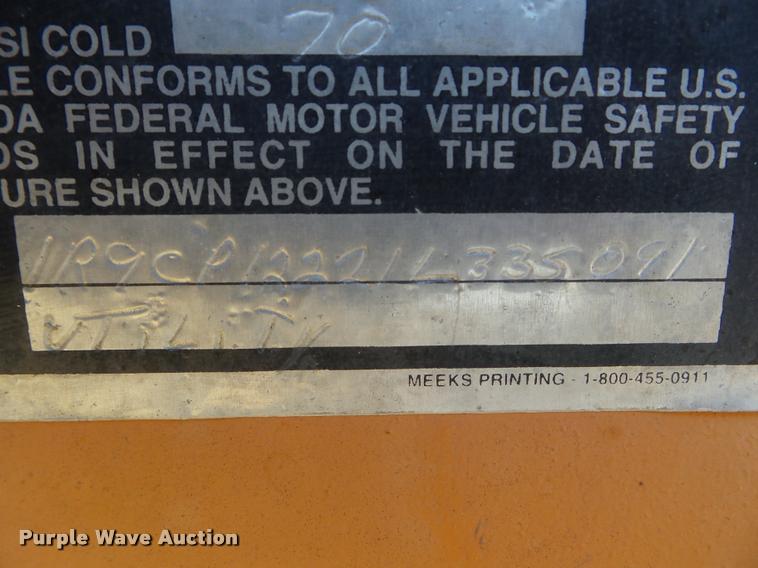 SI COLD 70
LE CONFORMS TO ALL APPLICABLE U.S.
DA FEDERAL MOTOR VEHICLE SAFETY
DS IN EFFECT ON THE DATE OF
URE SHOWN ABOVE.
1R9CP12221L335091
UTILITY
MEEKS PRINTING - 1-800-455-0911
Purple Wave Auction